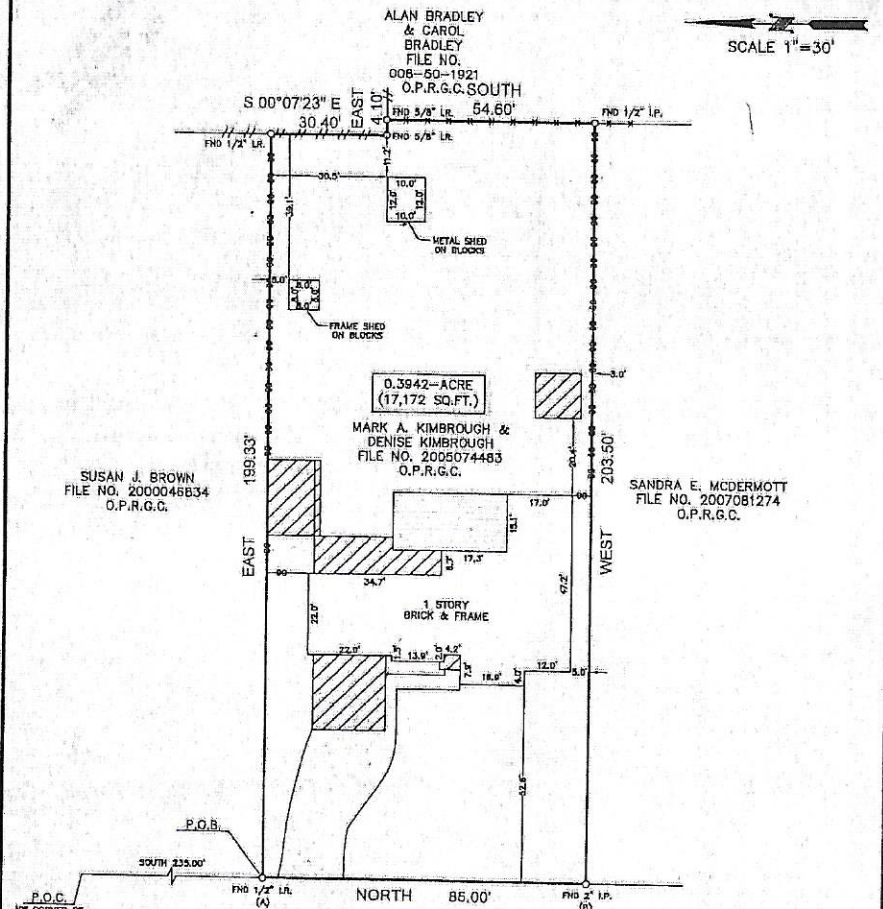 ALAN BRADLEY
& CAROL
BRADLEY
FILE NO.
008-50-1921
O.P.R.G.C.
SCALE 1"=30'
S 00°07'23" E
30.40'
EAST
4.10'
SOUTH
54.60'
FND 1/2" I.R.
FND 5/8" I.R.
FND 5/8" I.R.
FND 1/2" I.P.
11.2'
30.5'
39.1'
10.0'
12.0'
12.0'
10.0'
METAL SHED
ON BLOCKS
5.0'
8.0'
8.0'
FRAME SHED
ON BLOCKS
0.3942-ACRE
(17,172 SQ.FT.)
3.0'
MARK A. KIMBROUGH &
DENISE KIMBROUGH
FILE NO. 2005074483
O.P.R.G.C.
199.33'
EAST
20.4'
203.50'
WEST
SUSAN J. BROWN
FILE NO. 2000046834
O.P.R.G.C.
SANDRA E. MCDERMOTT
FILE NO. 2007081274
O.P.R.G.C.
17.0'
15.1'
17.3'
34.7'
47.2'
1 STORY
BRICK & FRAME
22.0'
22.0'
13.9'
2.0'
4.2'
7.9'
4.0'
12.0'
5.0'
P.O.B.
SOUTH 235.00'
P.O.C.
FND 1/2" I.R.
(A)
NORTH
85.00'
FND 2" I.P.
(B)